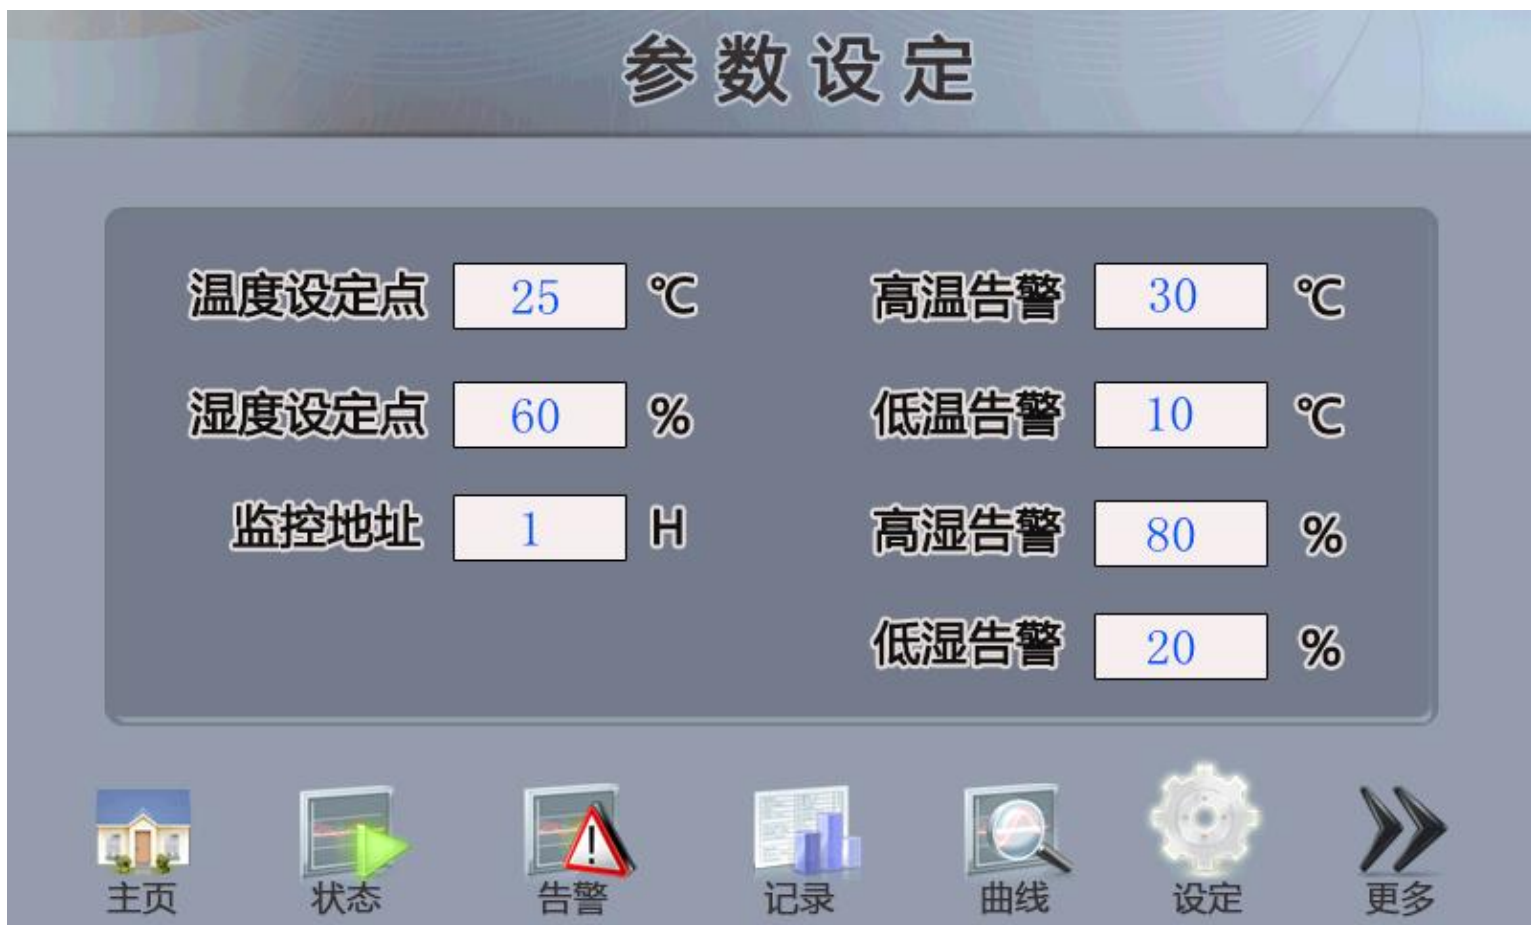 参数设定
温度设定点 25 ℃
高温告警 30 ℃
湿度设定点 60 %
低温告警 10 ℃
监控地址 1 H
高湿告警 80 %
低湿告警 20 %
主页 状态 告警 记录 曲线 设定 更多